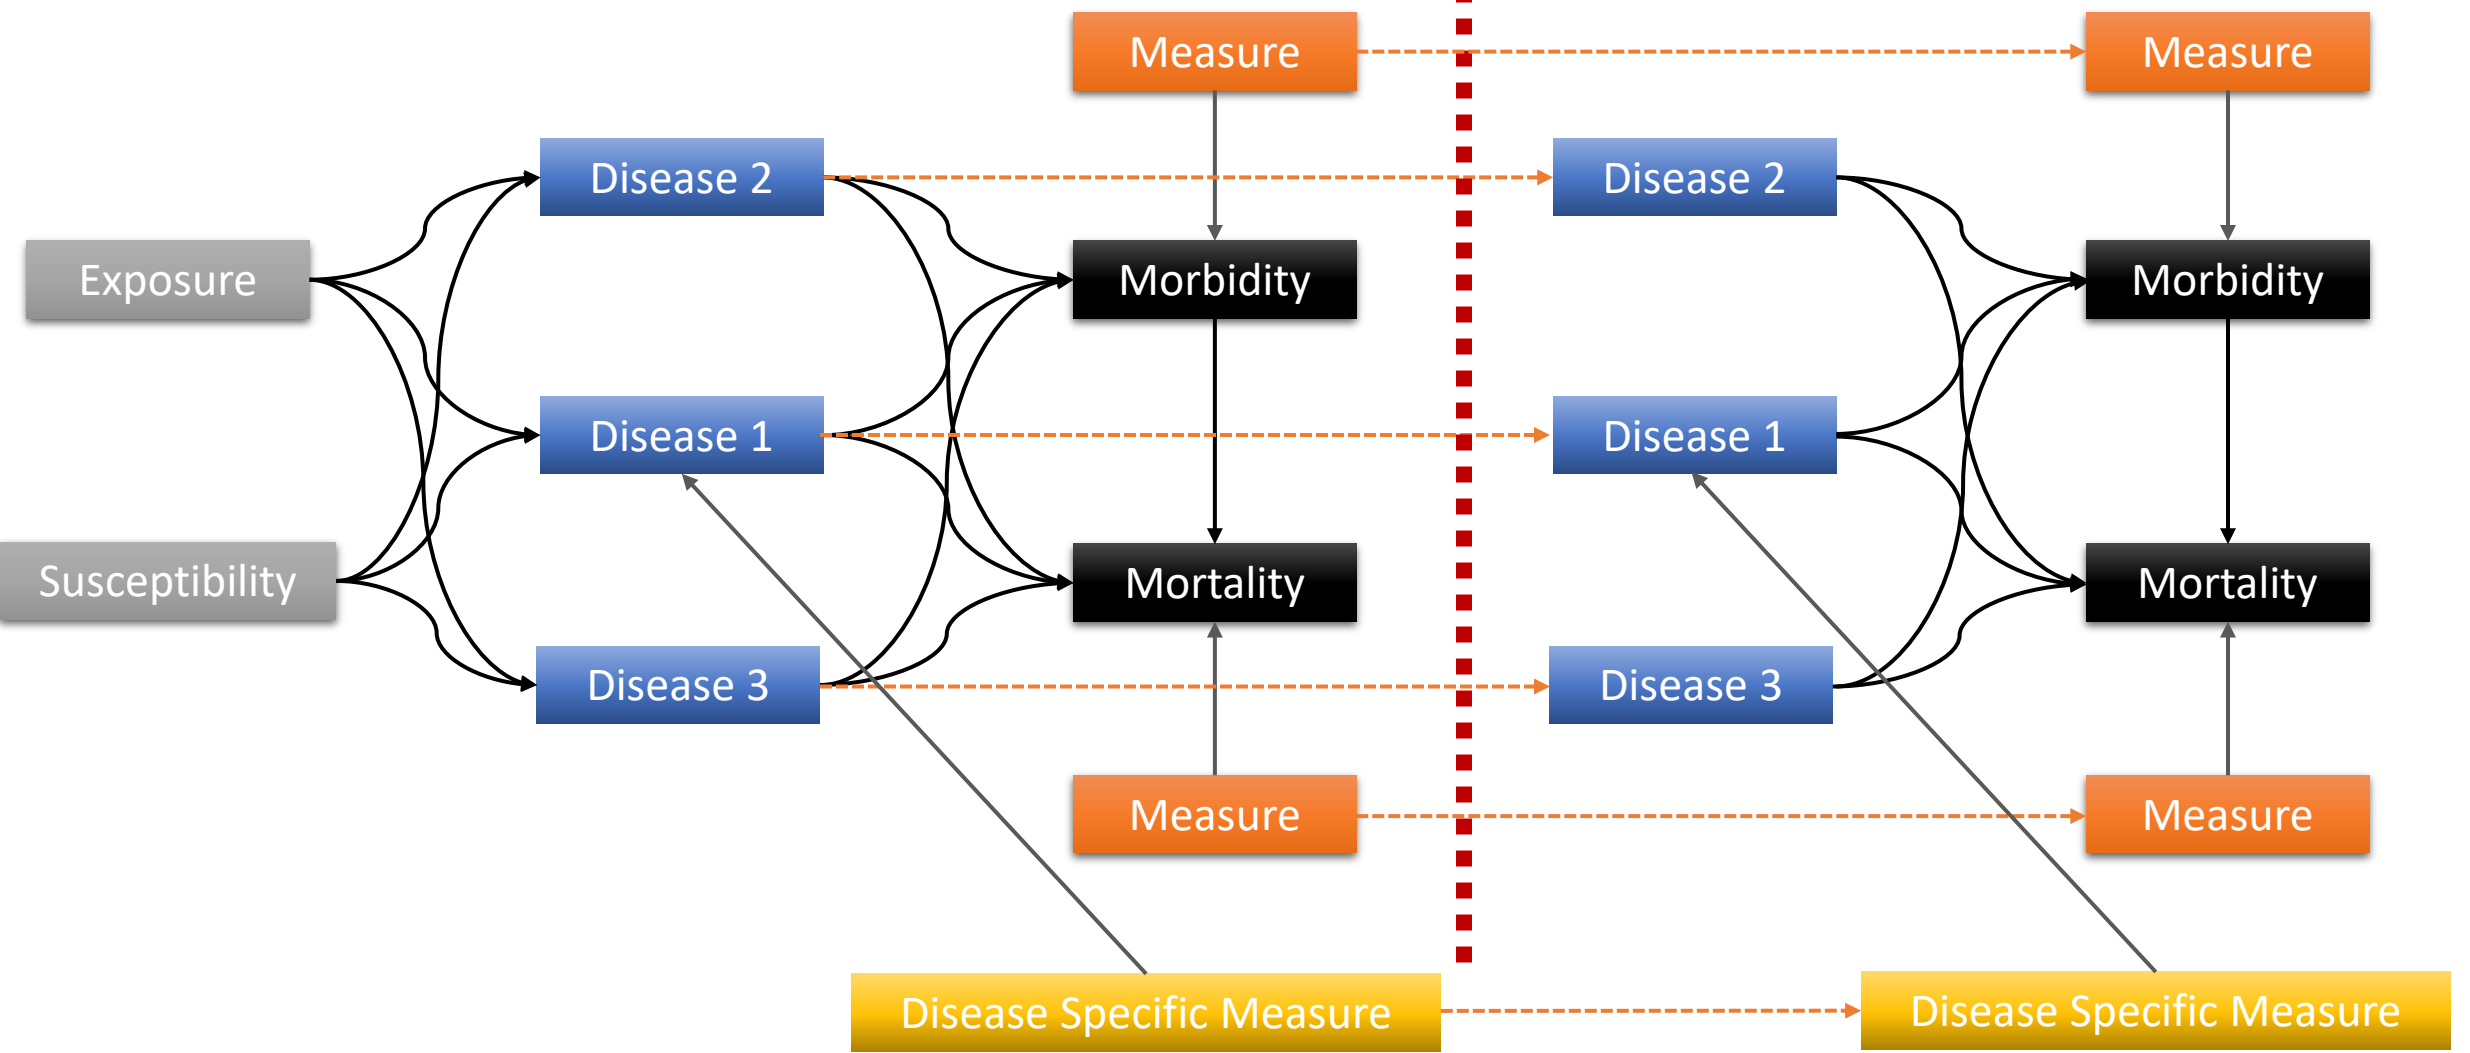 Measure
Measure
Disease 2
Disease 2
Exposure
Morbidity
Morbidity
Disease 1
Disease 1
Susceptibility
Mortality
Mortality
Disease 3
Disease 3
Measure
Measure
Disease Specific Measure
Disease Specific Measure